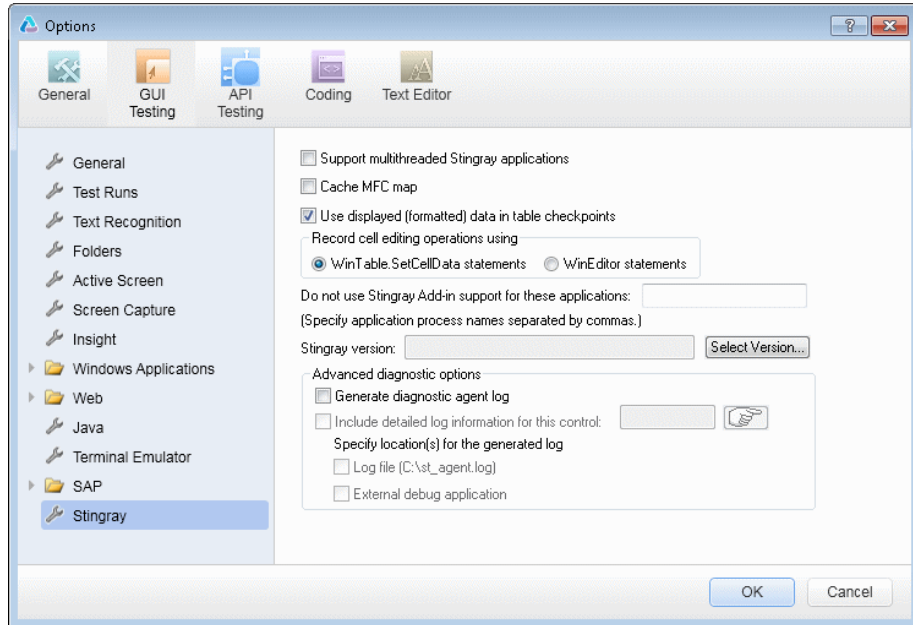 Options
General
GUI Testing
API Testing
Coding
Text Editor
General
Test Runs
Text Recognition
Folders
Active Screen
Screen Capture
Insight
Windows Applications
Web
Java
Terminal Emulator
SAP
Stingray
Support multithreaded Stingray applications
Cache MFC map
Use displayed (formatted) data in table checkpoints
Record cell editing operations using
WinTable.SetCellData statements
WinEditor statements
Do not use Stingray Add-in support for these applications:
(Specify application process names separated by commas.)
Stingray version:
Select Version...
Advanced diagnostic options
Generate diagnostic agent log
Include detailed log information for this control:
Specify location(s) for the generated log
Log file (C:\st_agent.log)
External debug application
OK
Cancel